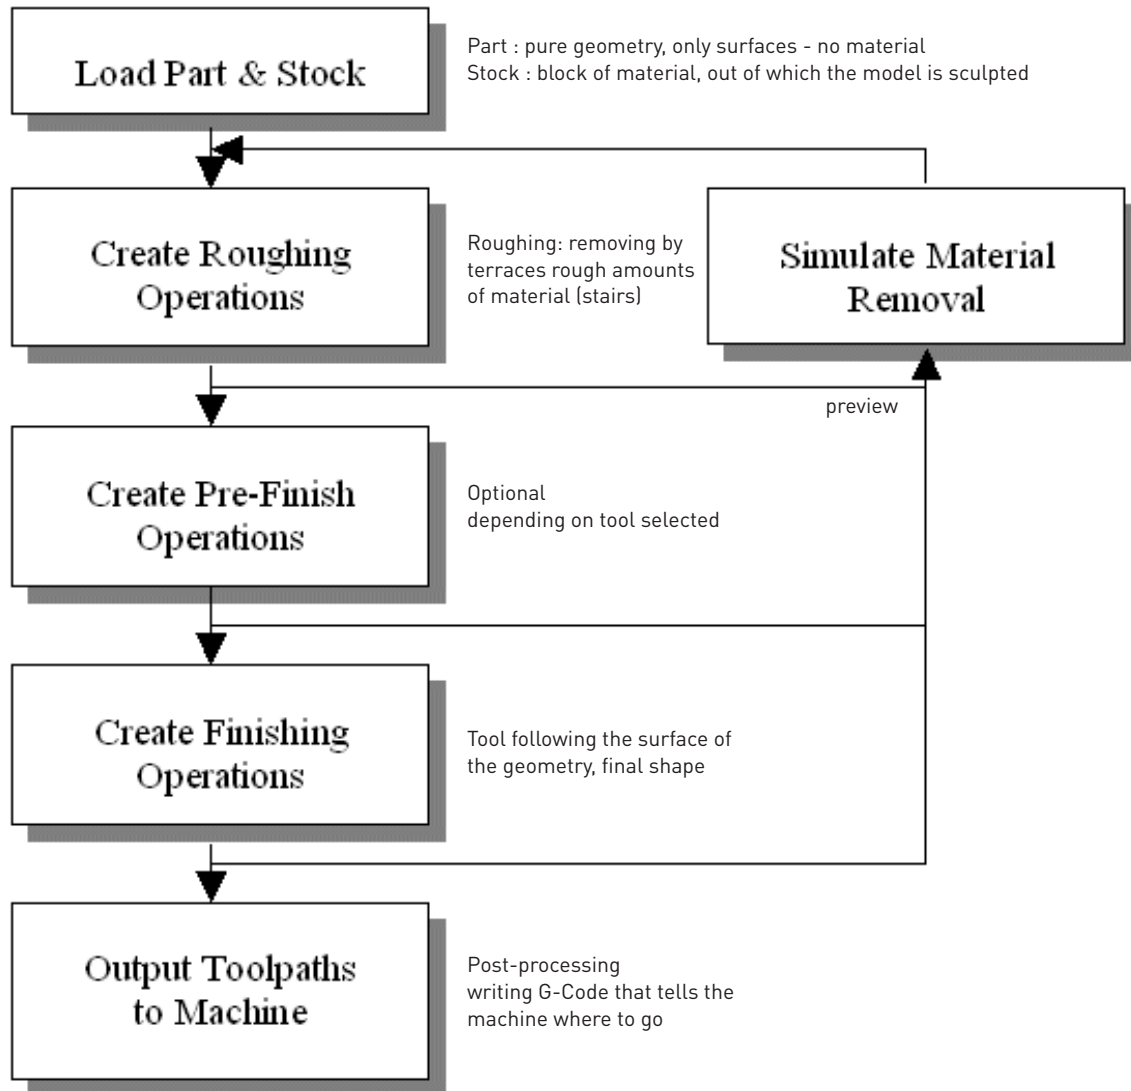 Load Part & Stock
Part : pure geometry, only surfaces - no material
Stock : block of material, out of which the model is sculpted
Create Roughing
Operations
Roughing: removing by
terraces rough amounts
of material (stairs)
Simulate Material
Removal
preview
Create Pre-Finish
Operations
Optional
depending on tool selected
Create Finishing
Operations
Tool following the surface of
the geometry, final shape
Output Toolpaths
to Machine
Post-processing
writing G-Code that tells the
machine where to go